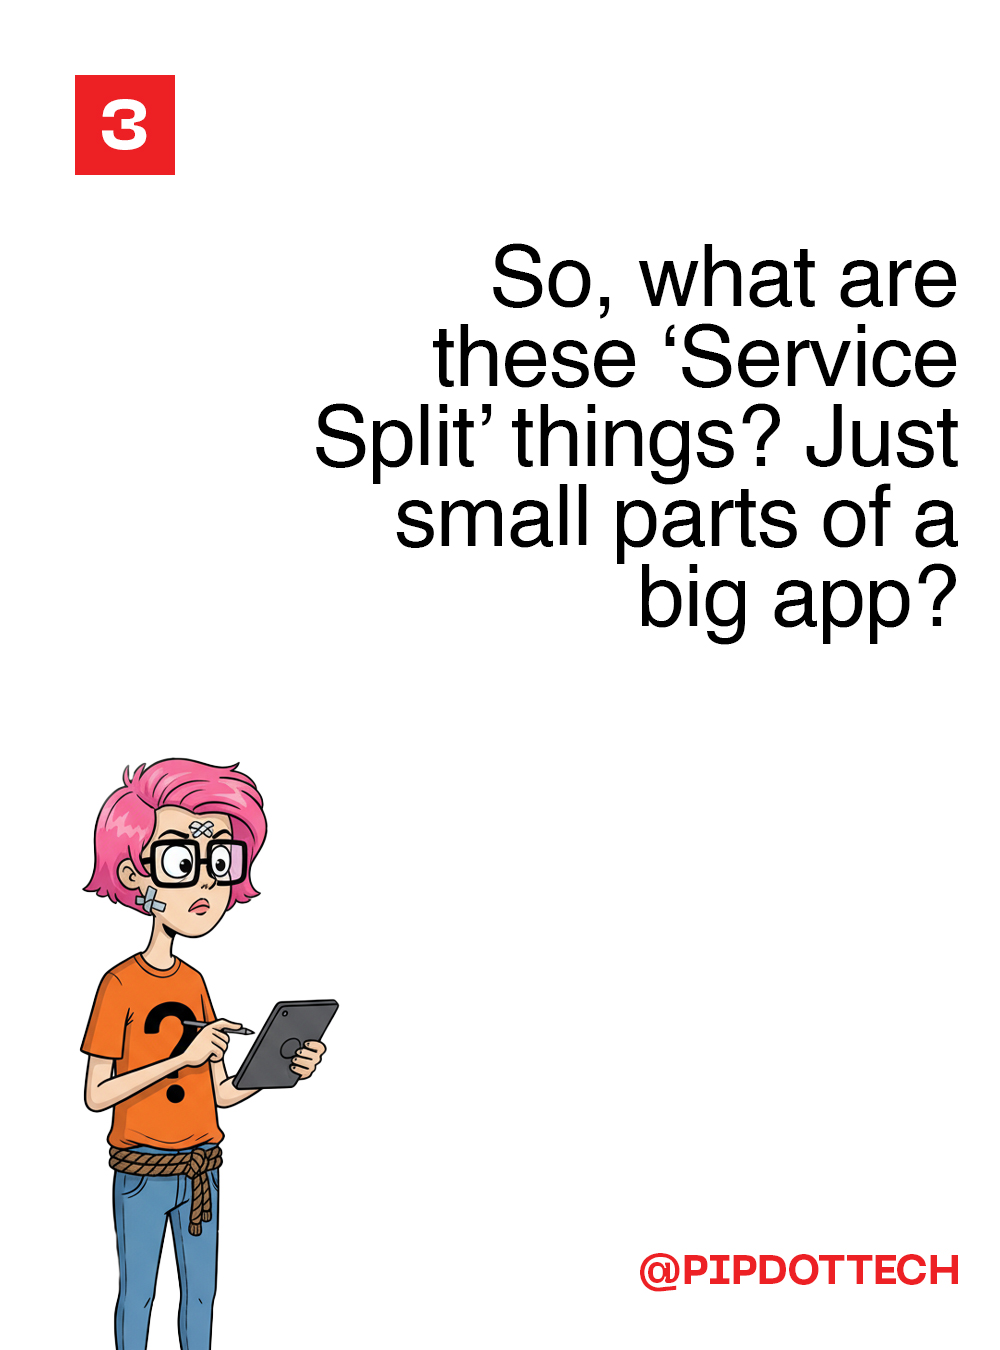 3
So, what are
these ‘Service
Split’ things? Just
small parts of a
big app?
?
@PIPDOTTECH